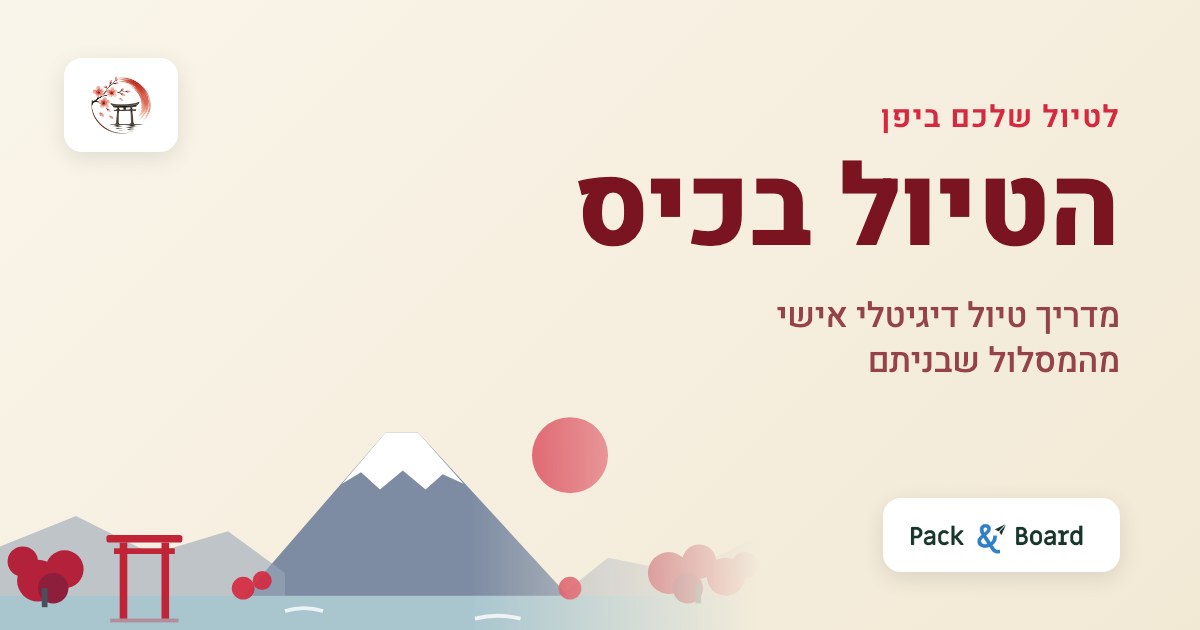 לטיול שלכם ביפן
הטיול בכיס
מדריך טיול דיגיטלי אישי
מהמסלול שבניתם
Pack & Board